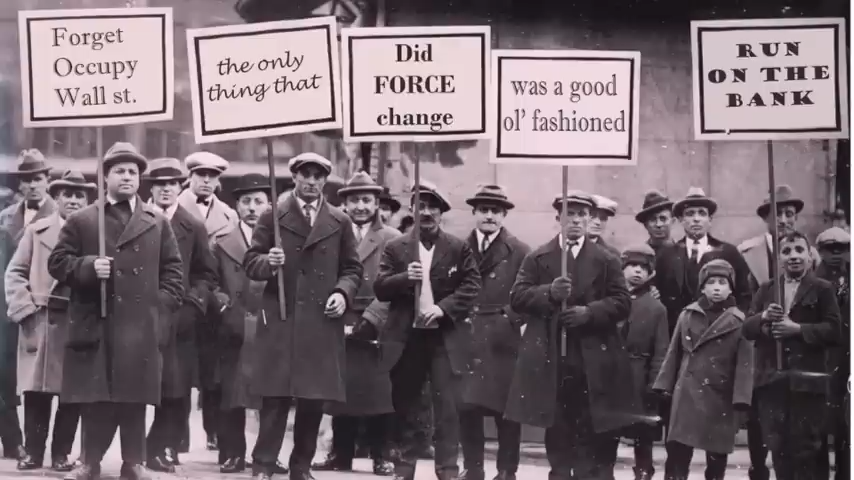 Forget
Occupy
Wall st.
the only
thing that
Did
FORCE
change
was a good
ol' fashioned
RUN
ON THE
BANK